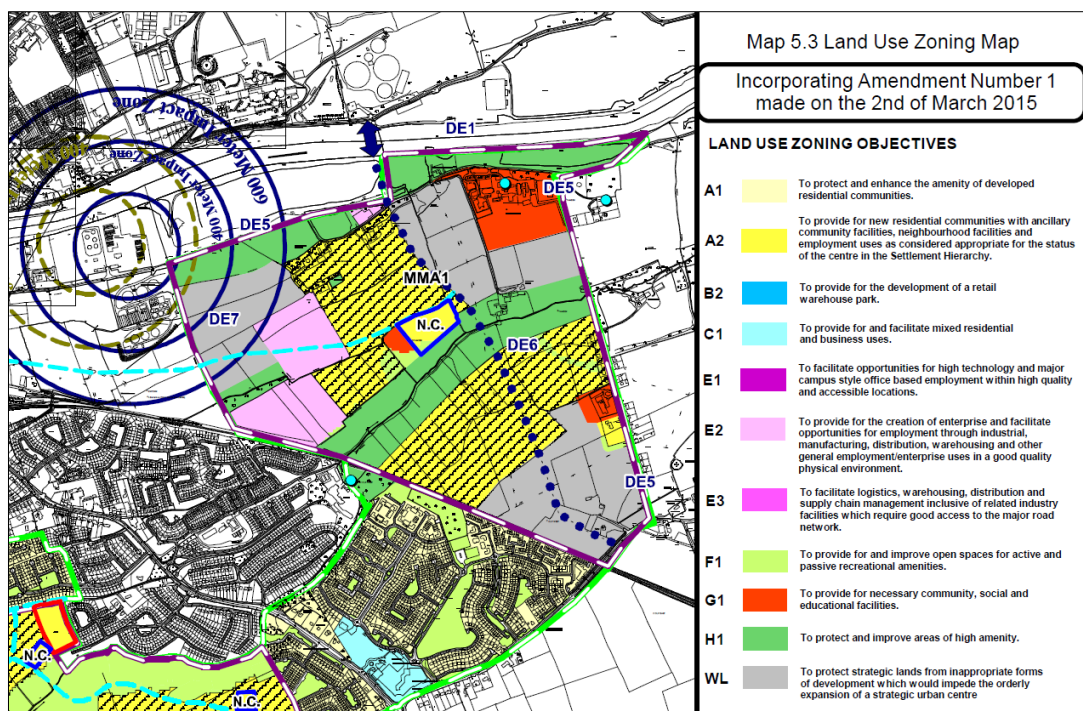 Map 5.3 Land Use Zoning Map
Incorporating Amendment Number 1
made on the 2nd of March 2015
LAND USE ZONING OBJECTIVES
A1
To protect and enhance the amenity of developed
residential communities.
A2
To provide for new residential communities with ancillary
community facilities, neighbourhood facilities and
employment uses as considered appropriate for the status
of the centre in the Settlement Hierarchy.
B2
To provide for the development of a retail
warehouse park.
C1
To provide for and facilitate mixed residential
and business uses.
E1
To facilitate opportunities for high technology and major
campus style office based employment within high quality
and accessible locations.
E2
To provide for the creation of enterprise and facilitate
opportunities for employment through industrial,
manufacturing, distribution, warehousing and other
general employment/enterprise uses in a good quality
physical environment.
E3
To facilitate logistics, warehousing, distribution and
supply chain management inclusive of related industry
facilities which require good access to the major road
network.
F1
To provide for and improve open spaces for active and
passive recreational amenities.
G1
To provide for necessary community, social and
educational facilities.
H1
To protect and improve areas of high amenity.
WL
To protect strategic lands from inappropriate forms
of development which would impede the orderly
expansion of a strategic urban centre
600 Meter Impact Zone
400 Meter Impact Zone
DE1
DE5
DE5
MMA1
N.C.
DE7
DE6
DE5
N.C.
N.C.